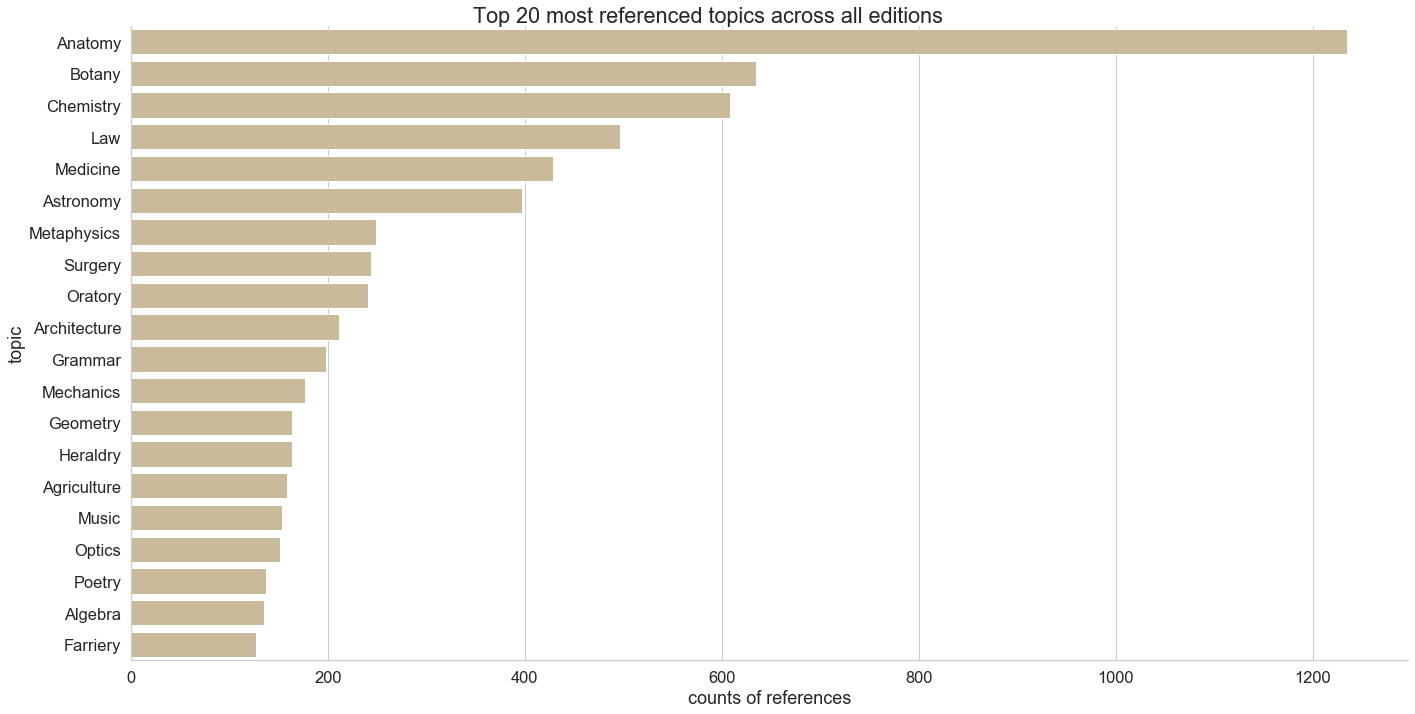 Top 20 most referenced topics across all editions
Anatomy
Botany
Chemistry
Law
Medicine
Astronomy
Metaphysics
Surgery
Oratory
Architecture
Grammar
Mechanics
Geometry
Heraldry
Agriculture
Music
Optics
Poetry
Algebra
Farriery
topic
0 200 400 600 800 1000 1200
counts of references